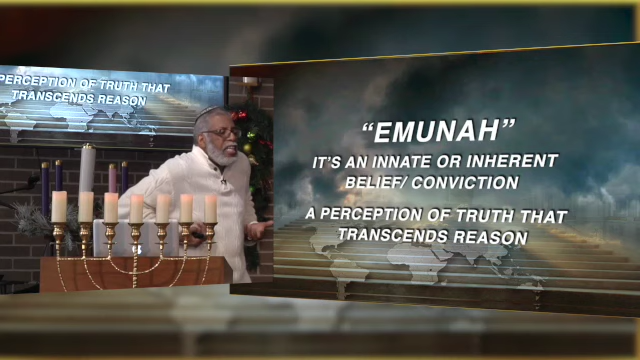 PERCEPTION OF TRUTH THAT
TRANSCENDS REASON
“EMUNAH”
IT'S AN INNATE OR INHERENT
BELIEF/ CONVICTION
A PERCEPTION OF TRUTH THAT
TRANSCENDS REASON